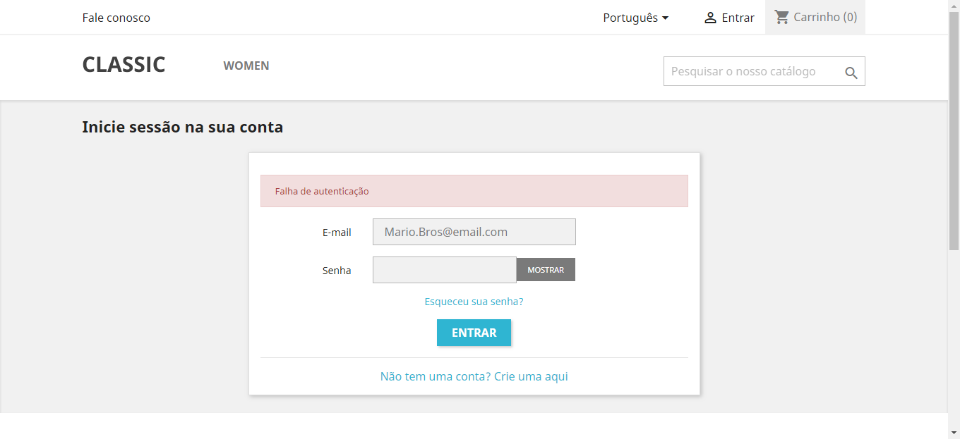 Fale conosco
Português
Entrar
Carrinho (0)
CLASSIC
WOMEN
Pesquisar o nosso catálogo
Inicie sessão na sua conta
Falha de autenticação
E-mail
Mario.Bros@email.com
Senha
MOSTRAR
Esqueceu sua senha?
ENTRAR
Não tem uma conta? Crie uma aqui